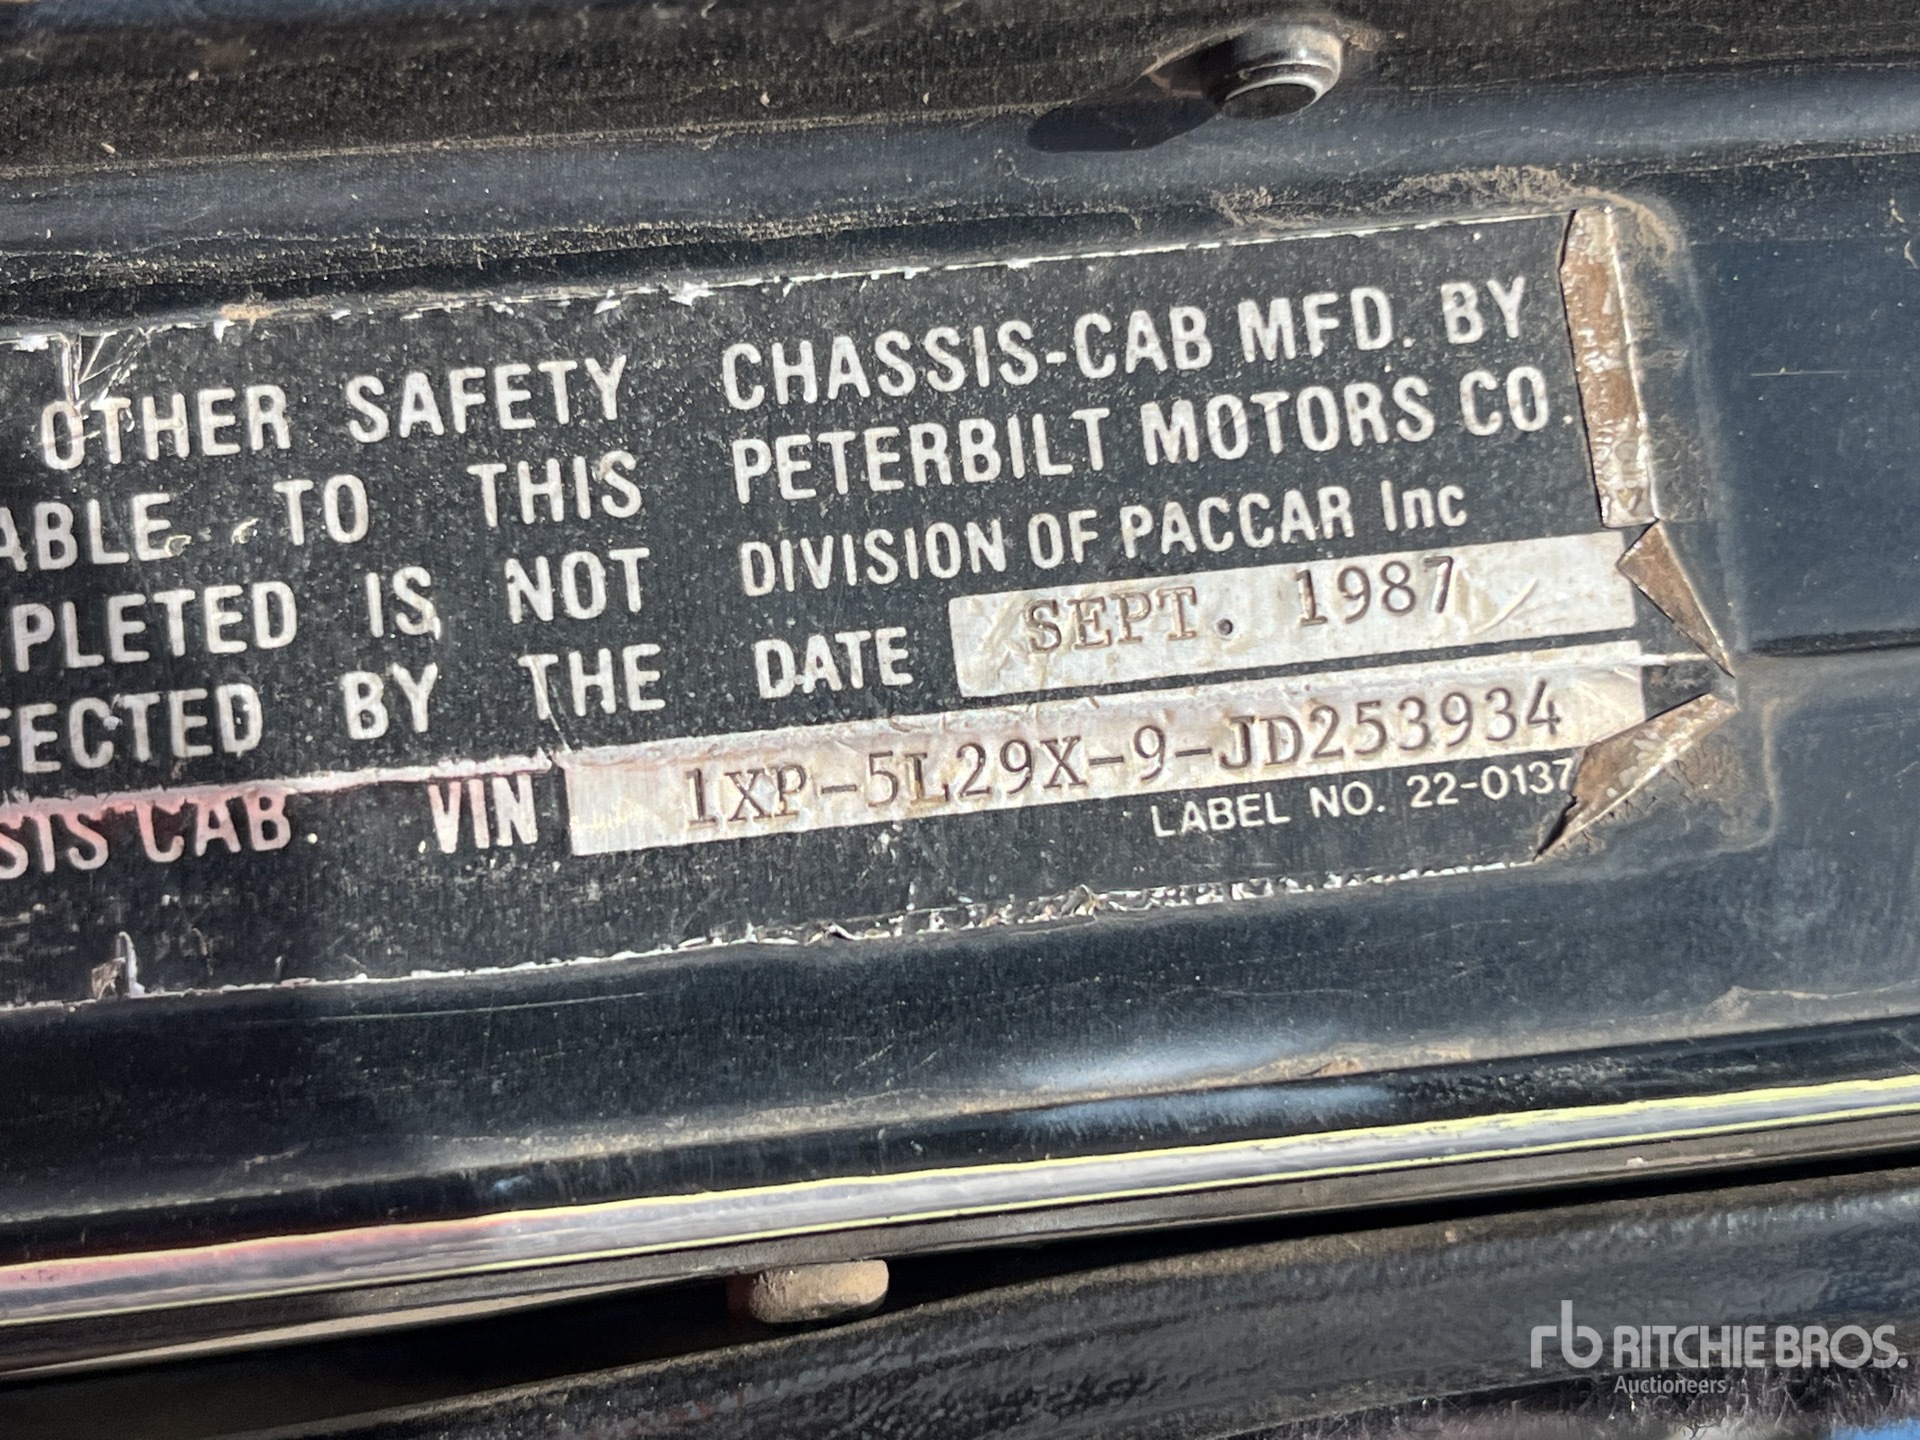 OTHER SAFETY
ABLE TO THIS
PLETED IS NOT
FECTED BY THE
SIS CAB
CHASSIS-CAB MFD. BY
PETERBILT MOTORS CO.
DIVISION OF PACCAR Inc
DATE SEPT. 1987
VIN 1XP-5L29X-9-JD253934
LABEL NO. 22-0137
rb RITCHIE BROS.
Auctioneers